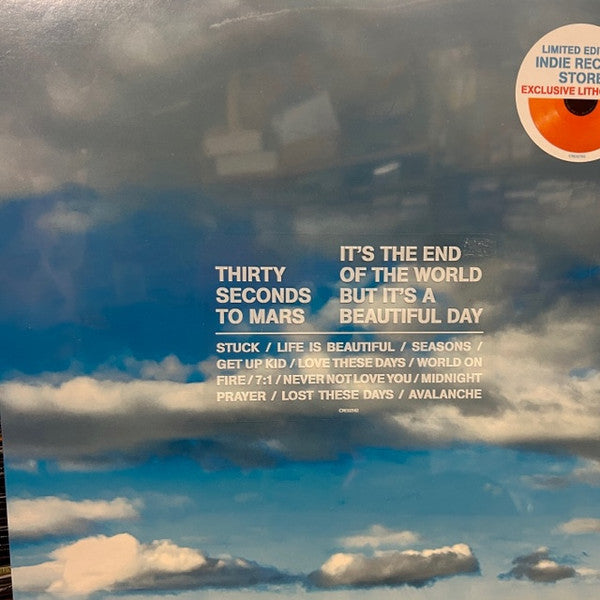 LIMITED EDIT
INDIE REC
STORE
EXCLUSIVE LITHO
THIRTY
SECONDS
TO MARS
IT'S THE END
OF THE WORLD
BUT IT'S A
BEAUTIFUL DAY
STUCK / LIFE IS BEAUTIFUL / SEASONS /
GET UP KID / LOVE THESE DAYS / WORLD ON
FIRE / 7:1 / NEVER NOT LOVE YOU / MIDNIGHT
PRAYER / LOST THESE DAYS / AVALANCHE